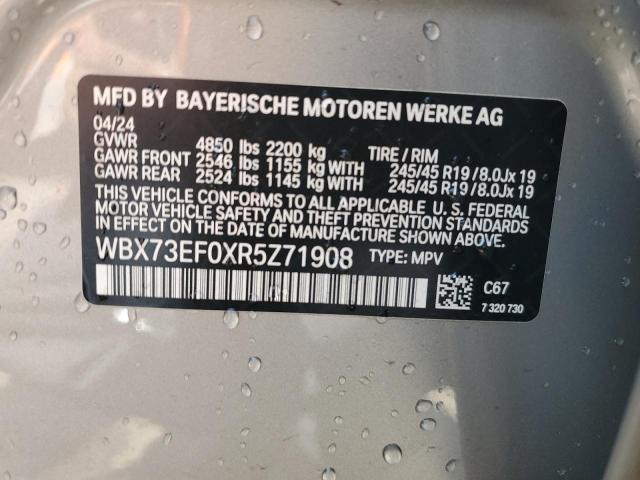 MFD BY BAYERISCHE MOTOREN WERKE AG
04/24
GVWR 4850 lbs 2200 kg TIRE / RIM
GAWR FRONT 2546 lbs 1155 kg WITH 245/45 R19 / 8.0Jx 19
GAWR REAR 2524 lbs 1145 kg WITH 245/45 R19 / 8.0Jx 19
THIS VEHICLE CONFORMS TO ALL APPLICABLE U.S. FEDERAL
MOTOR VEHICLE SAFETY AND THEFT PREVENTION STANDARDS
IN EFFECT ON THE DATE OF MANUFACTURE SHOWN ABOVE.
WBX73EF0XR5Z71908 TYPE: MPV
C67
7 320 730